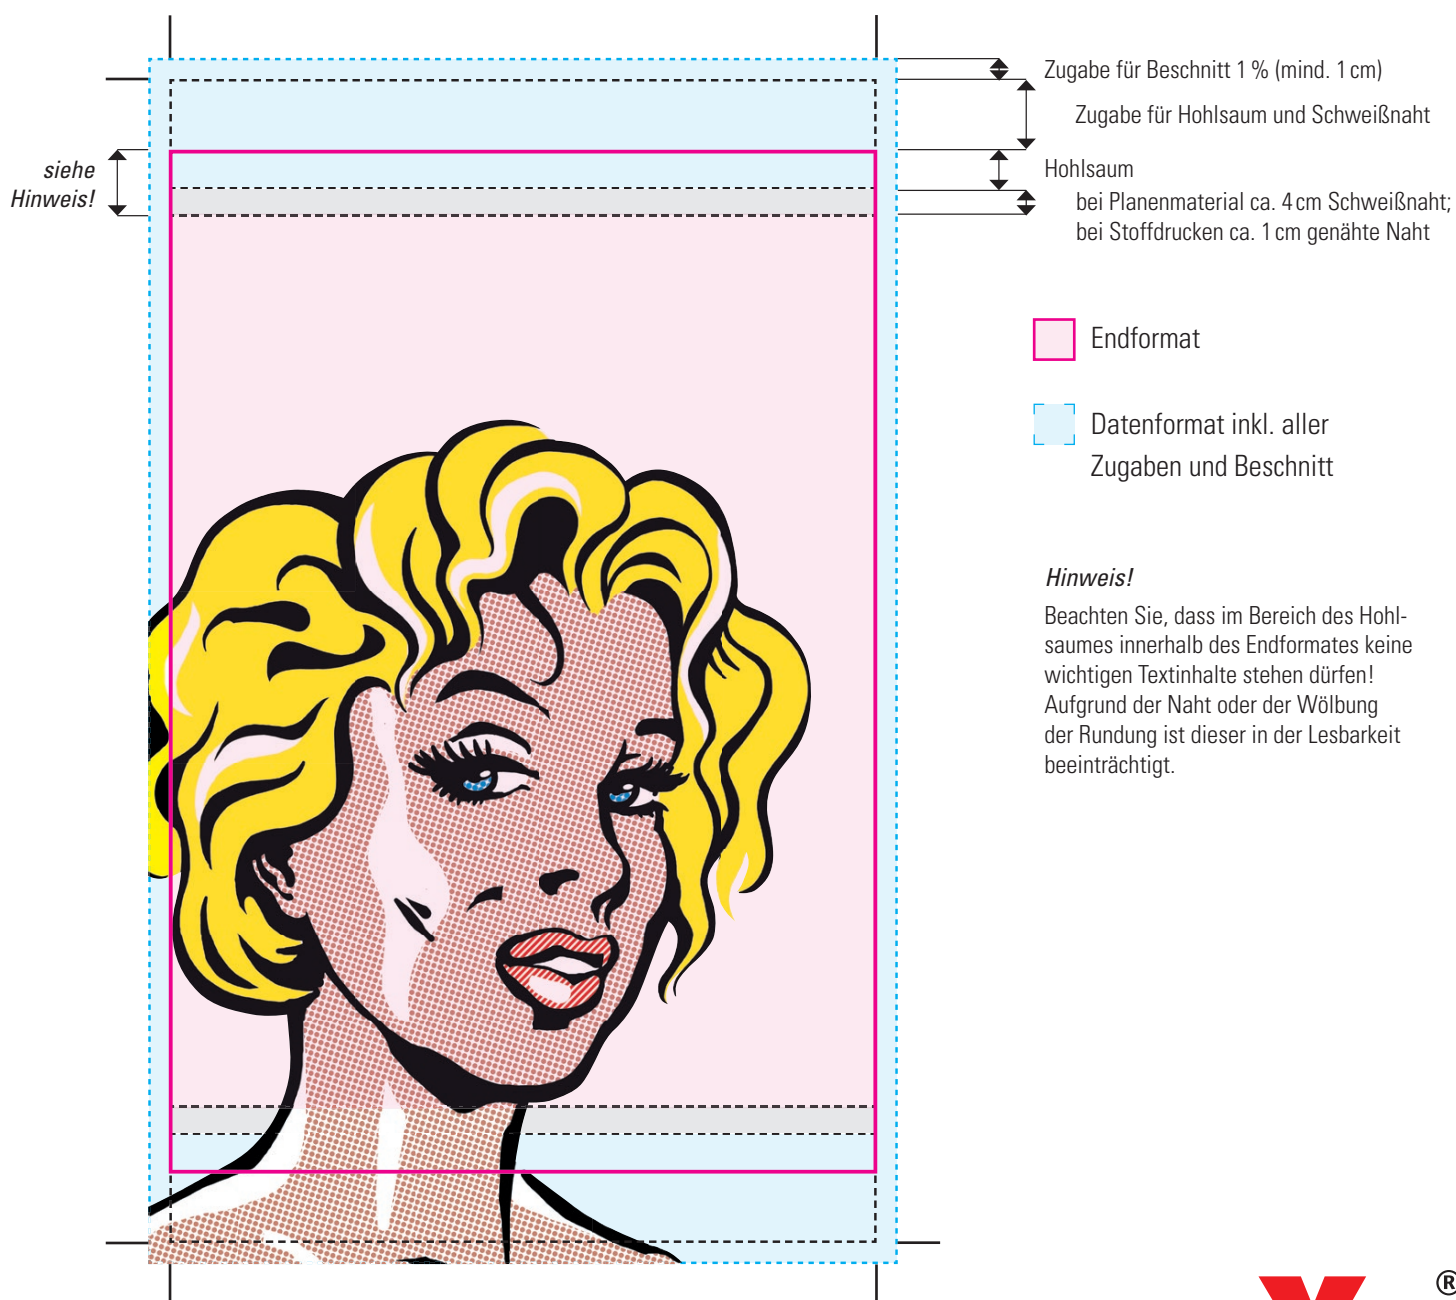 Zugabe für Beschnitt 1 % (mind. 1 cm)
Zugabe für Hohlsaum und Schweißnaht
siehe
Hinweis!
Hohlsaum
bei Planenmaterial ca. 4 cm Schweißnaht;
bei Stoffdrucken ca. 1 cm genähte Naht
Endformat
Datenformat inkl. aller
Zugaben und Beschnitt
Hinweis!
Beachten Sie, dass im Bereich des Hohl-
saumes innerhalb des Endformates keine
wichtigen Textinhalte stehen dürfen!
Aufgrund der Naht oder der Wölbung
der Rundung ist dieser in der Lesbarkeit
beeinträchtigt.
®